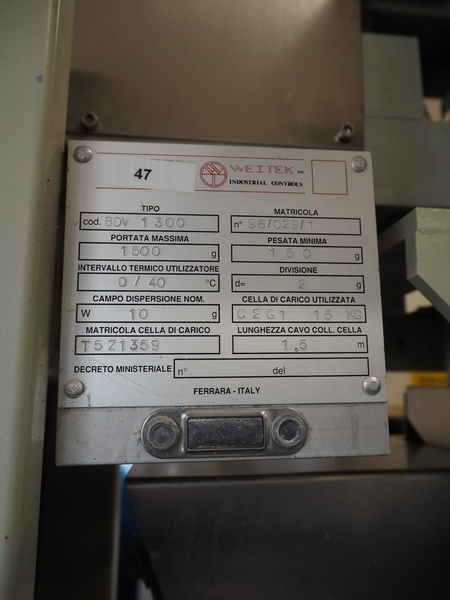 47
WEITEK srl.
INDUSTRIAL CONTROLS
TIPO
cod. BDV 1300
MATRICOLA
n° 96/029/1
PORTATA MASSIMA
1500 g
PESATA MINIMA
150 g
INTERVALLO TERMICO UTILIZZATORE
0 / 40 °C
DIVISIONE
d= 2 g
CAMPO DISPERSIONE NOM.
W 10 g
CELLA DI CARICO UTILIZZATA
C2G1 15 KG
MATRICOLA CELLA DI CARICO
T5Z1359
LUNGHEZZA CAVO COLL. CELLA
1,5 m
DECRETO MINISTERIALE n° del
FERRARA - ITALY